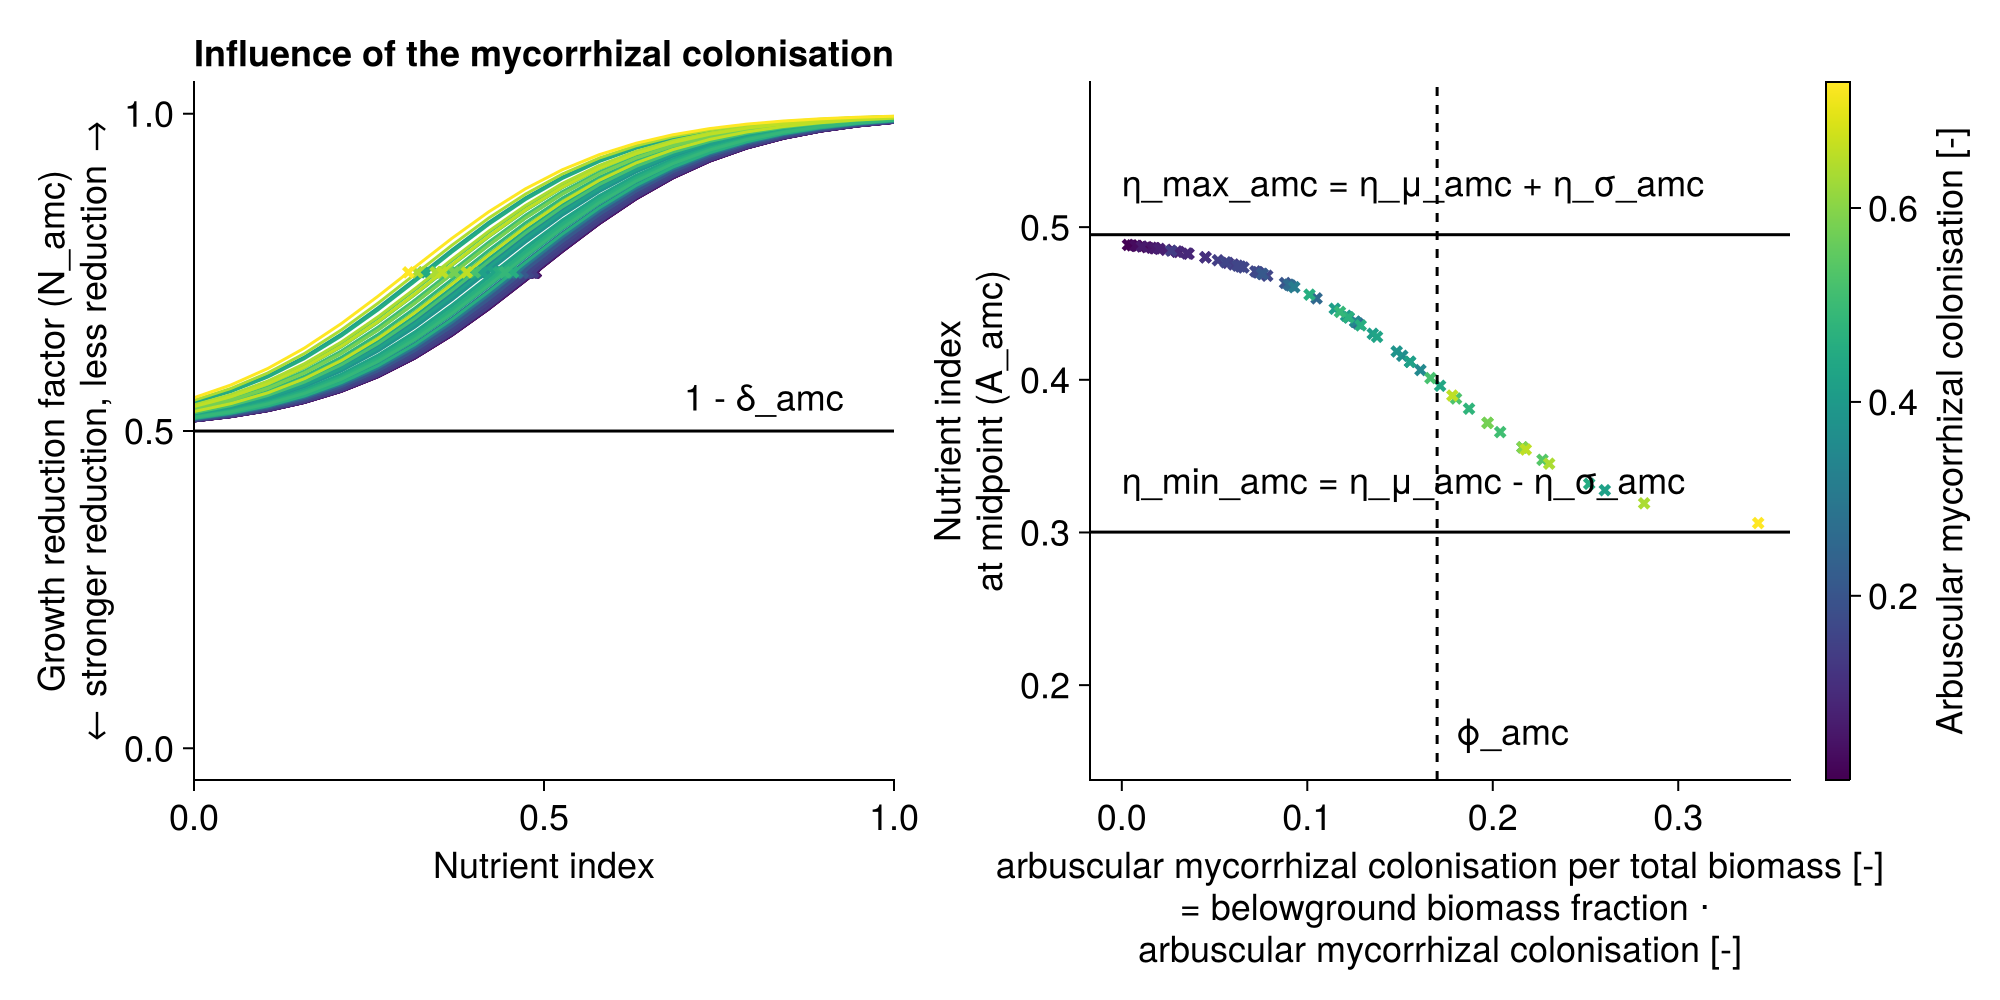 Influence of the mycorrhizal colonisation
Growth reduction factor (N_amc)
← stronger reduction, less reduction →
1.0
0.5
0.0
1 - δ_amc
0.0
0.5
1.0
Nutrient index
Nutrient index
at midpoint (A_amc)
0.5
0.4
0.3
0.2
η_max_amc = η_μ_amc + η_σ_amc
η_min_amc = η_μ_amc - η_σ_amc
ϕ_amc
0.0
0.1
0.2
0.3
arbuscular mycorrhizal colonisation per total biomass [-]
= belowground biomass fraction ⋅
arbuscular mycorrhizal colonisation [-]
0.6
0.4
0.2
Arbuscular mycorrhizal colonisation [-]